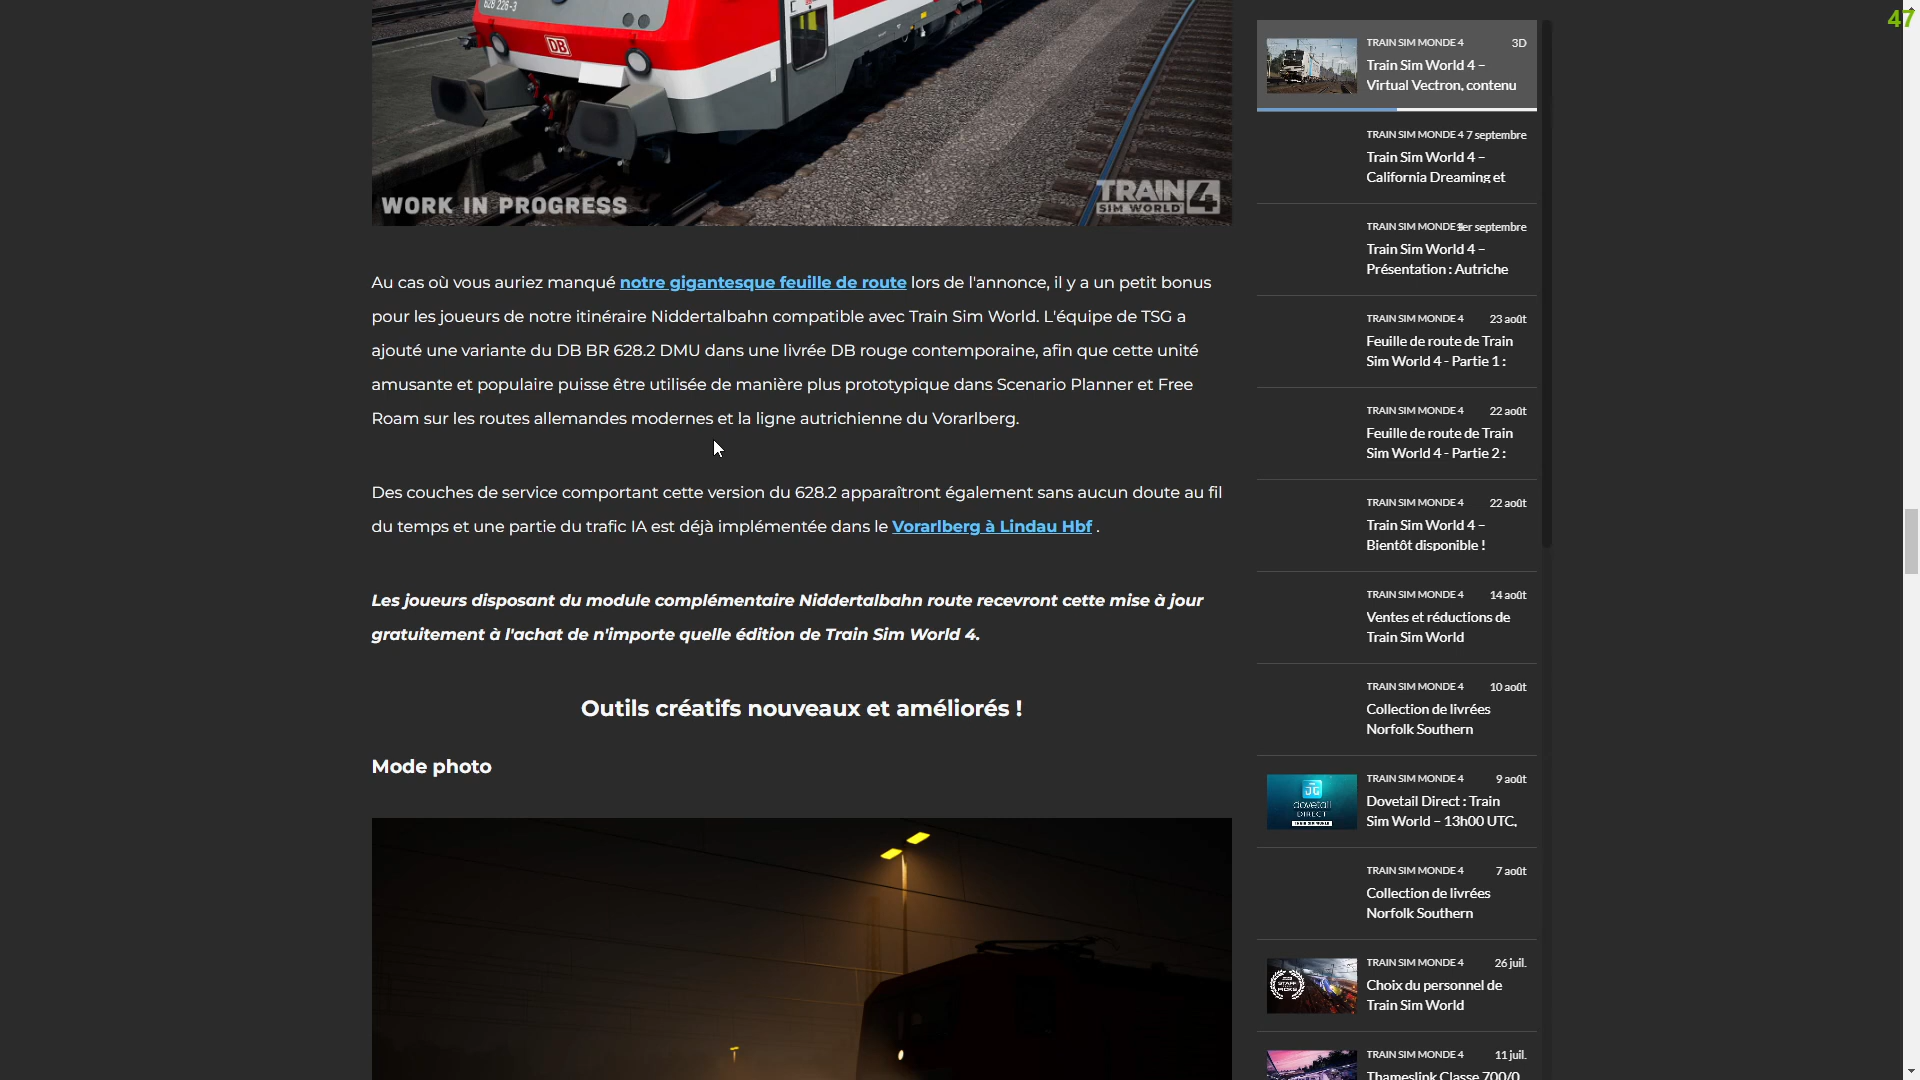 628 226-3
DB
WORK IN PROGRESS
TRAIN 4
SIM WORLD
Au cas où vous auriez manqué notre gigantesque feuille de route lors de l'annonce, il y a un petit bonus
pour les joueurs de notre itinéraire Niddertalbahn compatible avec Train Sim World. L'équipe de TSG a
ajouté une variante du DB BR 628.2 DMU dans une livrée DB rouge contemporaine, afin que cette unité
amusante et populaire puisse être utilisée de manière plus prototypique dans Scenario Planner et Free
Roam sur les routes allemandes modernes et la ligne autrichienne du Vorarlberg.
Des couches de service comportant cette version du 628.2 apparaîtront également sans aucun doute au fil
du temps et une partie du trafic IA est déjà implémentée dans le Vorarlberg à Lindau Hbf .
Les joueurs disposant du module complémentaire Niddertalbahn route recevront cette mise à jour
gratuitement à l'achat de n'importe quelle édition de Train Sim World 4.
Outils créatifs nouveaux et améliorés !
Mode photo
47
TRAIN SIM MONDE 4 3D
Train Sim World 4 –
Virtual Vectron, contenu
TRAIN SIM MONDE 4 7 septembre
Train Sim World 4 –
California Dreaming et
TRAIN SIM MONDE 1er septembre
Train Sim World 4 –
Présentation : Autriche
TRAIN SIM MONDE 4 23 août
Feuille de route de Train
Sim World 4 - Partie 1 :
TRAIN SIM MONDE 4 22 août
Feuille de route de Train
Sim World 4 - Partie 2 :
TRAIN SIM MONDE 4 22 août
Train Sim World 4 –
Bientôt disponible !
TRAIN SIM MONDE 4 14 août
Ventes et réductions de
Train Sim World
TRAIN SIM MONDE 4 10 août
Collection de livrées
Norfolk Southern
TRAIN SIM MONDE 4 9 août
Dovetail Direct : Train
Sim World – 13h00 UTC,
dovetail
DIRECT
TRAIN SIM MONDE 4 7 août
Collection de livrées
Norfolk Southern
TRAIN SIM MONDE 4 26 juil.
Choix du personnel de
Train Sim World
STAFF
PICKS
TRAIN SIM MONDE 4 11 juil.
Thameslink Classe 700/0